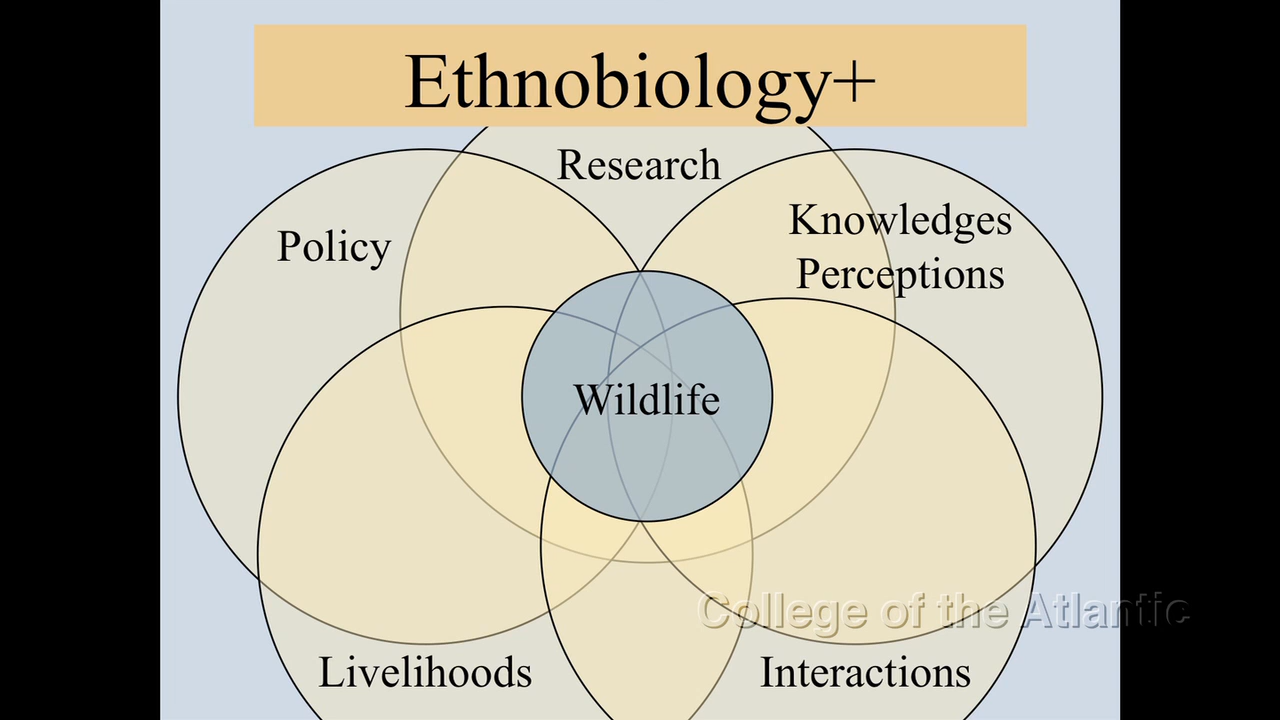 Ethnobiology+
Research
Policy
Knowledges
Perceptions
Wildlife
College of the Atlantic
Livelihoods
Interactions